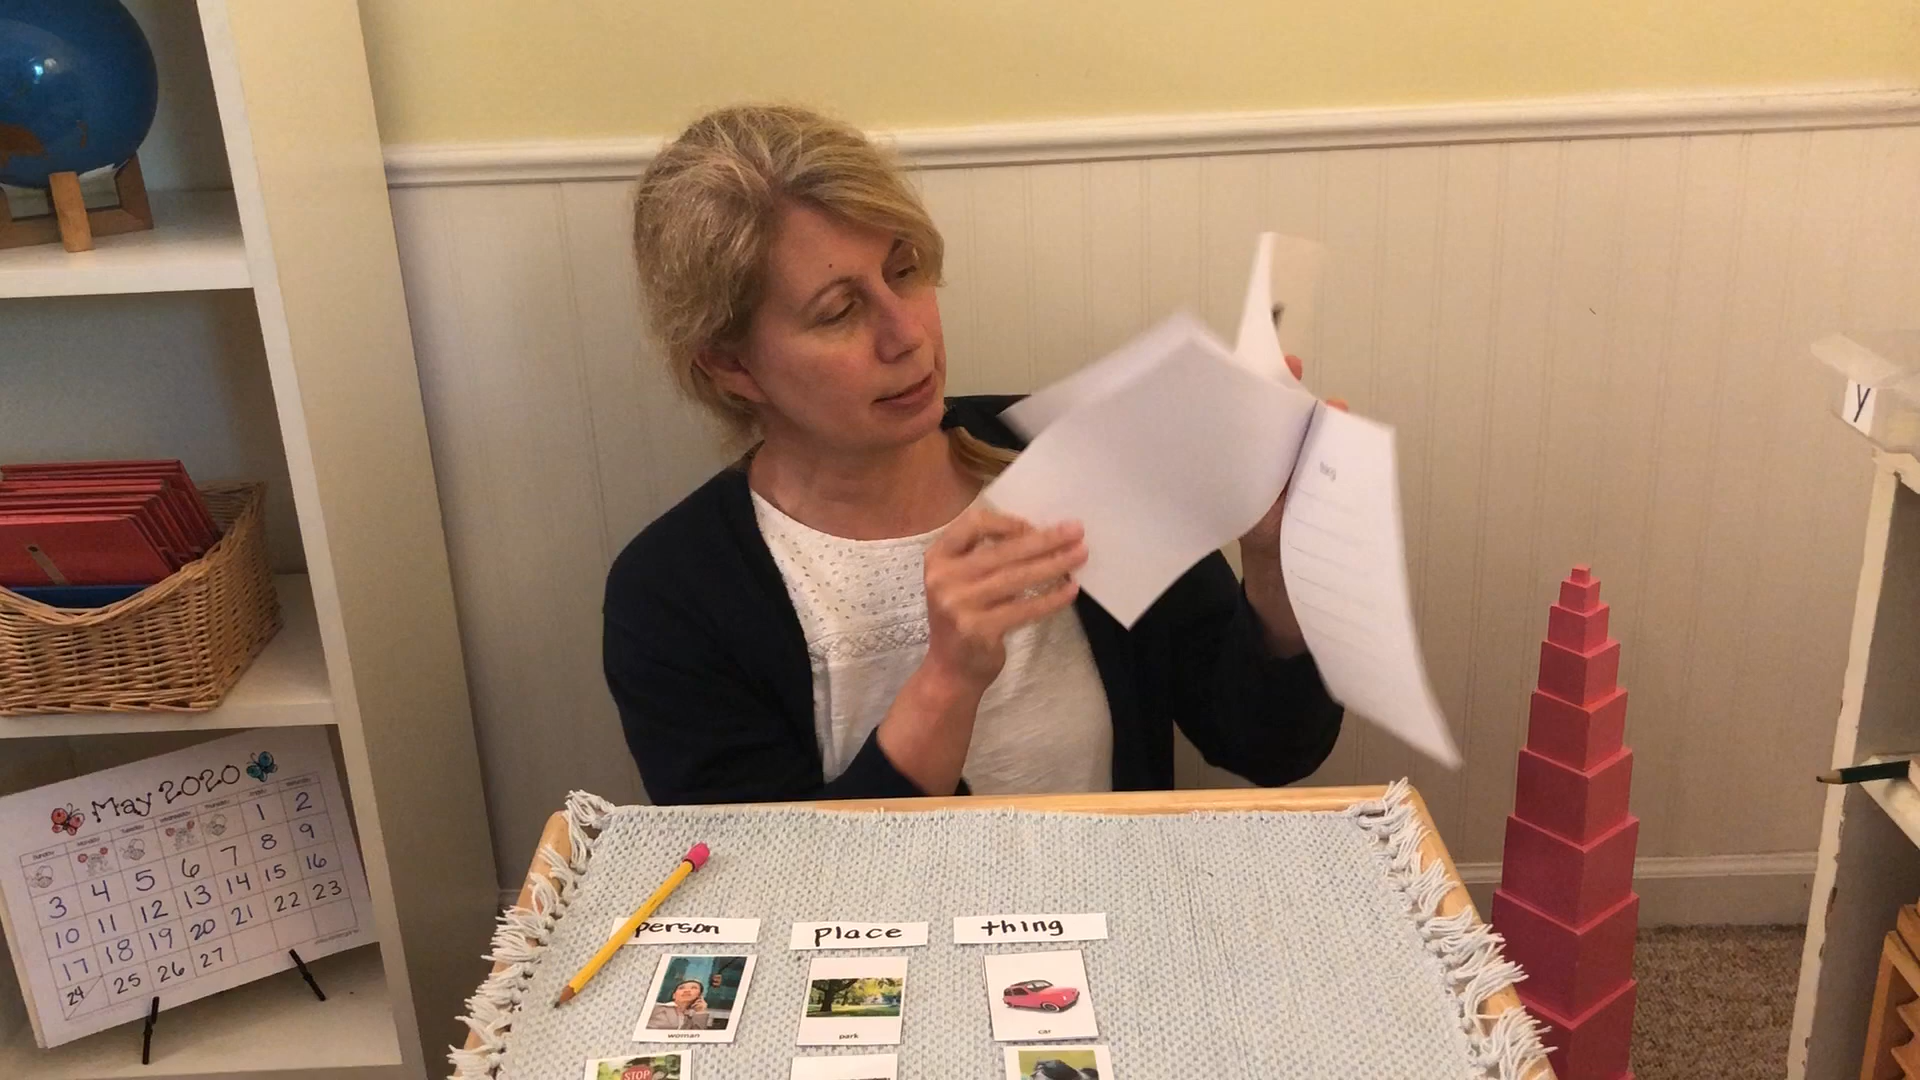 May 2020
1 2
3 4 5 6 7 8 9
10 11 12 13 14 15 16
17 18 19 20 21 22 23
24 25 26 27
y
person place thing
woman park car
STOP